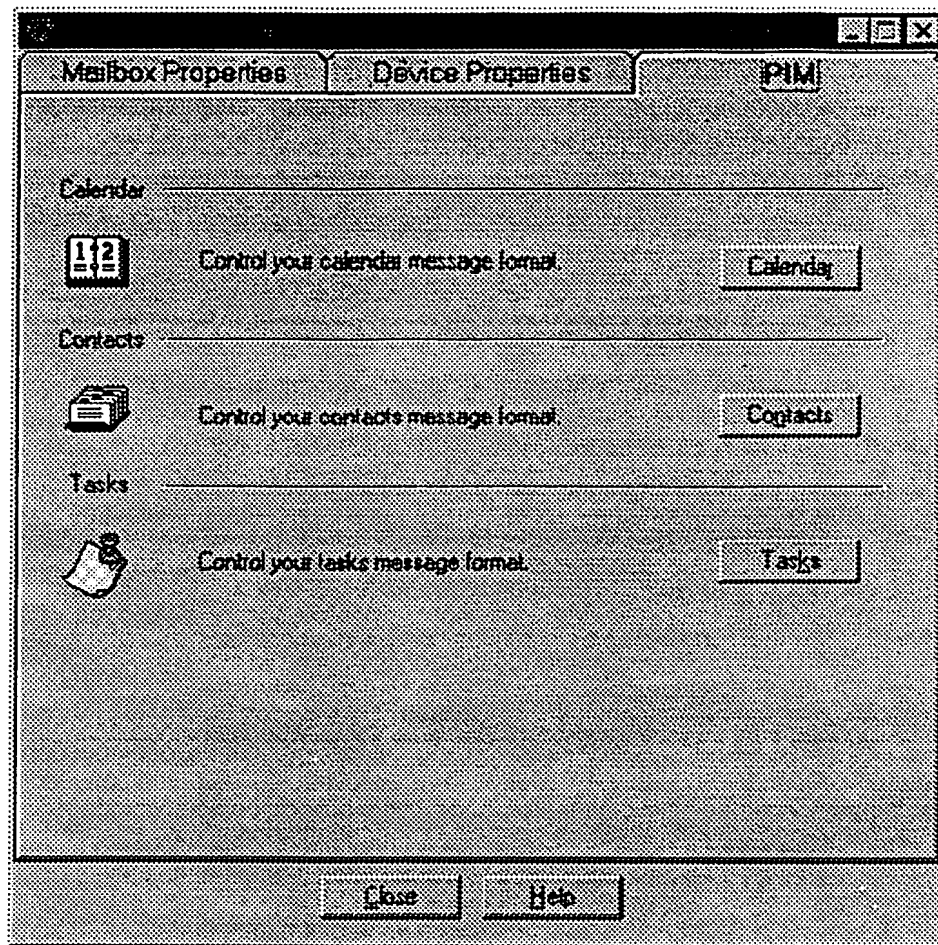 Mailbox Properties Device Properties PIM
Calendar
12 Control your calendar message format. Calendar
Contacts
Control your contacts message format. Contacts
Tasks
Control your tasks message format. Tasks
Close Help